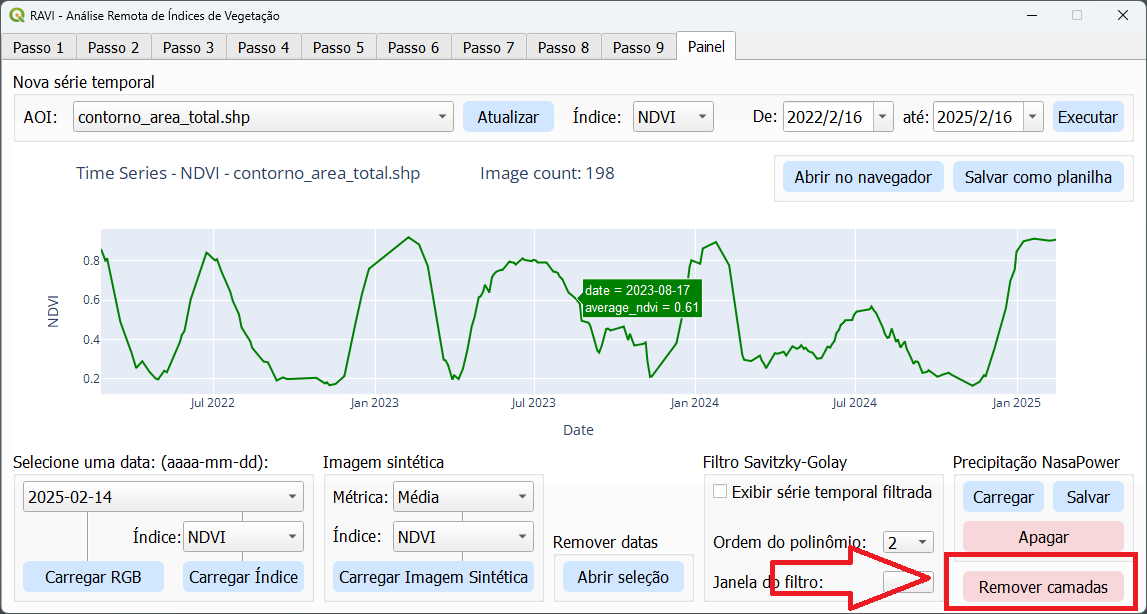 RAVI - Análise Remota de Índices de Vegetação
Passo 1 Passo 2 Passo 3 Passo 4 Passo 5 Passo 6 Passo 7 Passo 8 Passo 9 Painel
Nova série temporal
AOI: contorno_area_total.shp Atualizar Índice: NDVI De: 2022/2/16 até: 2025/2/16 Executar
Time Series - NDVI - contorno_area_total.shp Image count: 198
Abrir no navegador Salvar como planilha
0.8
0.6
0.4
0.2
NDVI
date = 2023-08-17
average_ndvi = 0.61
Jul 2022 Jan 2023 Jul 2023 Jan 2024 Jul 2024 Jan 2025
Date
Selecione uma data: (aaaa-mm-dd):
2025-02-14
Índice: NDVI
Carregar RGB Carregar Índice
Imagem sintética
Métrica: Média
Índice: NDVI
Carregar Imagem Sintética
Remover datas
Abrir seleção
Filtro Savitzky-Golay
Exibir série temporal filtrada
Ordem do polinômio: 2
Janela do filtro:
Precipitação NasaPower
Carregar Salvar
Apagar
Remover camadas